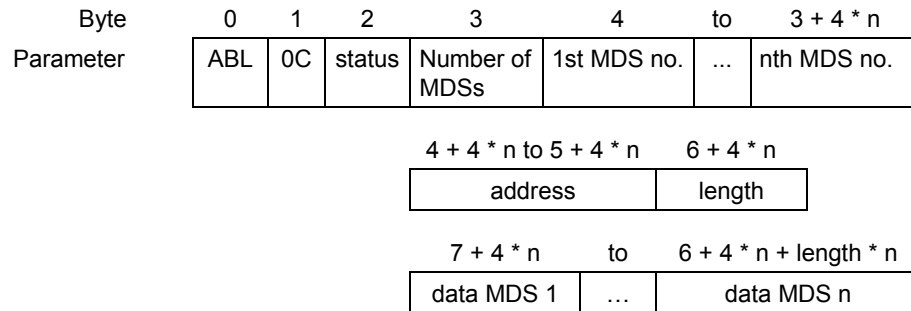 Byte 0 1 2 3 4 to 3 + 4 * n
Parameter ABL 0C status Number of MDSs 1st MDS no. ... nth MDS no.
4 + 4 * n to 5 + 4 * n 6 + 4 * n
address length
7 + 4 * n to 6 + 4 * n + length * n
data MDS 1 … data MDS n